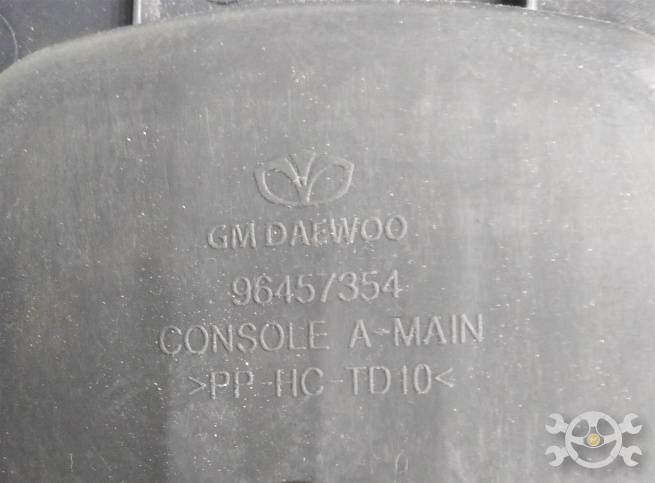 GM DAEWOO
96457354
CONSOLE A-MAIN
>PP-HC-TD10<